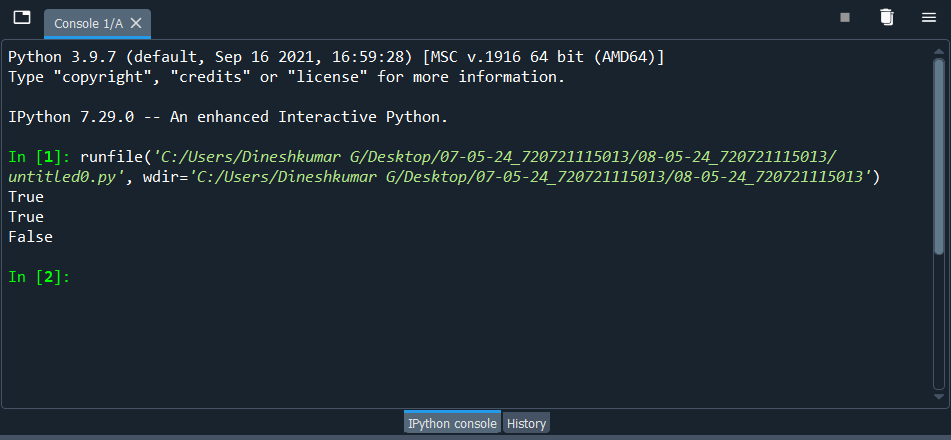 Console 1/A
Python 3.9.7 (default, Sep 16 2021, 16:59:28) [MSC v.1916 64 bit (AMD64)]
Type "copyright", "credits" or "license" for more information.
IPython 7.29.0 -- An enhanced Interactive Python.
In [1]: runfile('C:/Users/Dineshkumar G/Desktop/07-05-24_720721115013/08-05-24_720721115013/
untitled0.py', wdir='C:/Users/Dineshkumar G/Desktop/07-05-24_720721115013/08-05-24_720721115013')
True
True
False
In [2]:
IPython console History